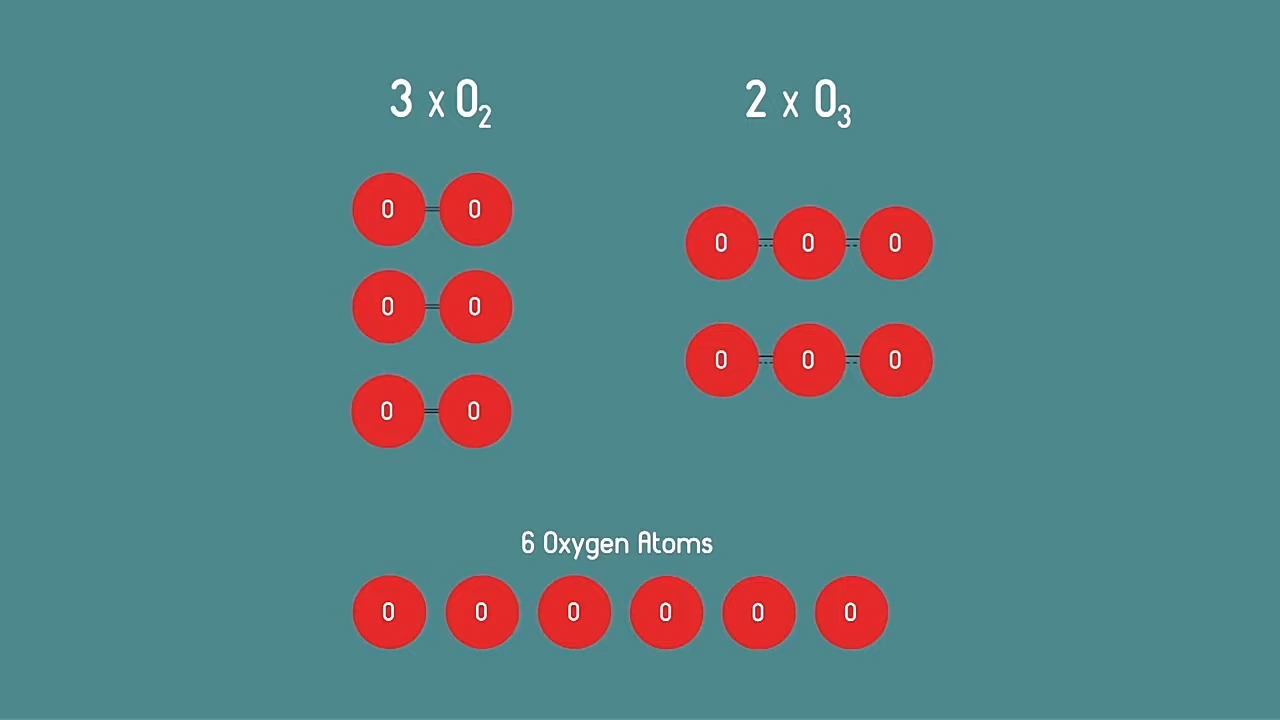 3 x O₂
2 x O₃
O O
O O O
O O
O O O
O O
6 Oxygen Atoms
O O O O O O